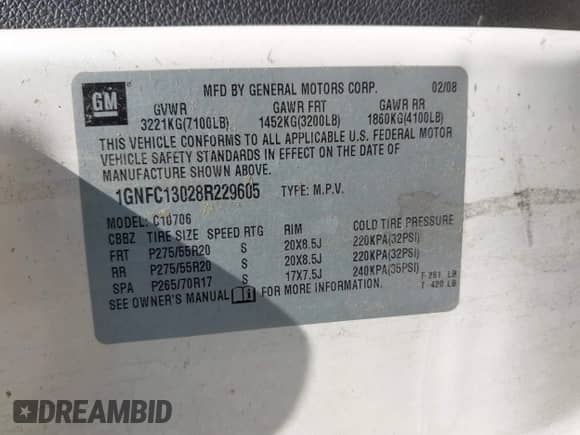 GM
MFD BY GENERAL MOTORS CORP. 02/08
GVWR GAWR FRT GAWR RR
3221KG(7100LB) 1452KG(3200LB) 1860KG(4100LB)
THIS VEHICLE CONFORMS TO ALL APPLICABLE U.S. FEDERAL MOTOR
VEHICLE SAFETY STANDARDS IN EFFECT ON THE DATE OF
MANUFACTURE SHOWN ABOVE.
1GNFC13028R229605 TYPE: M.P.V.
MODEL: C10706
CBBZ TIRE SIZE SPEED RTG RIM COLD TIRE PRESSURE
FRT P275/55R20 S 20X8.5J 220KPA(32PSI)
RR P275/55R20 S 20X8.5J 220KPA(32PSI)
SPA P265/70R17 S 17X7.5J 240KPA(35PSI)
SEE OWNER'S MANUAL FOR MORE INFORMATION. F-261 LB
T-420 LB
DREAMBID